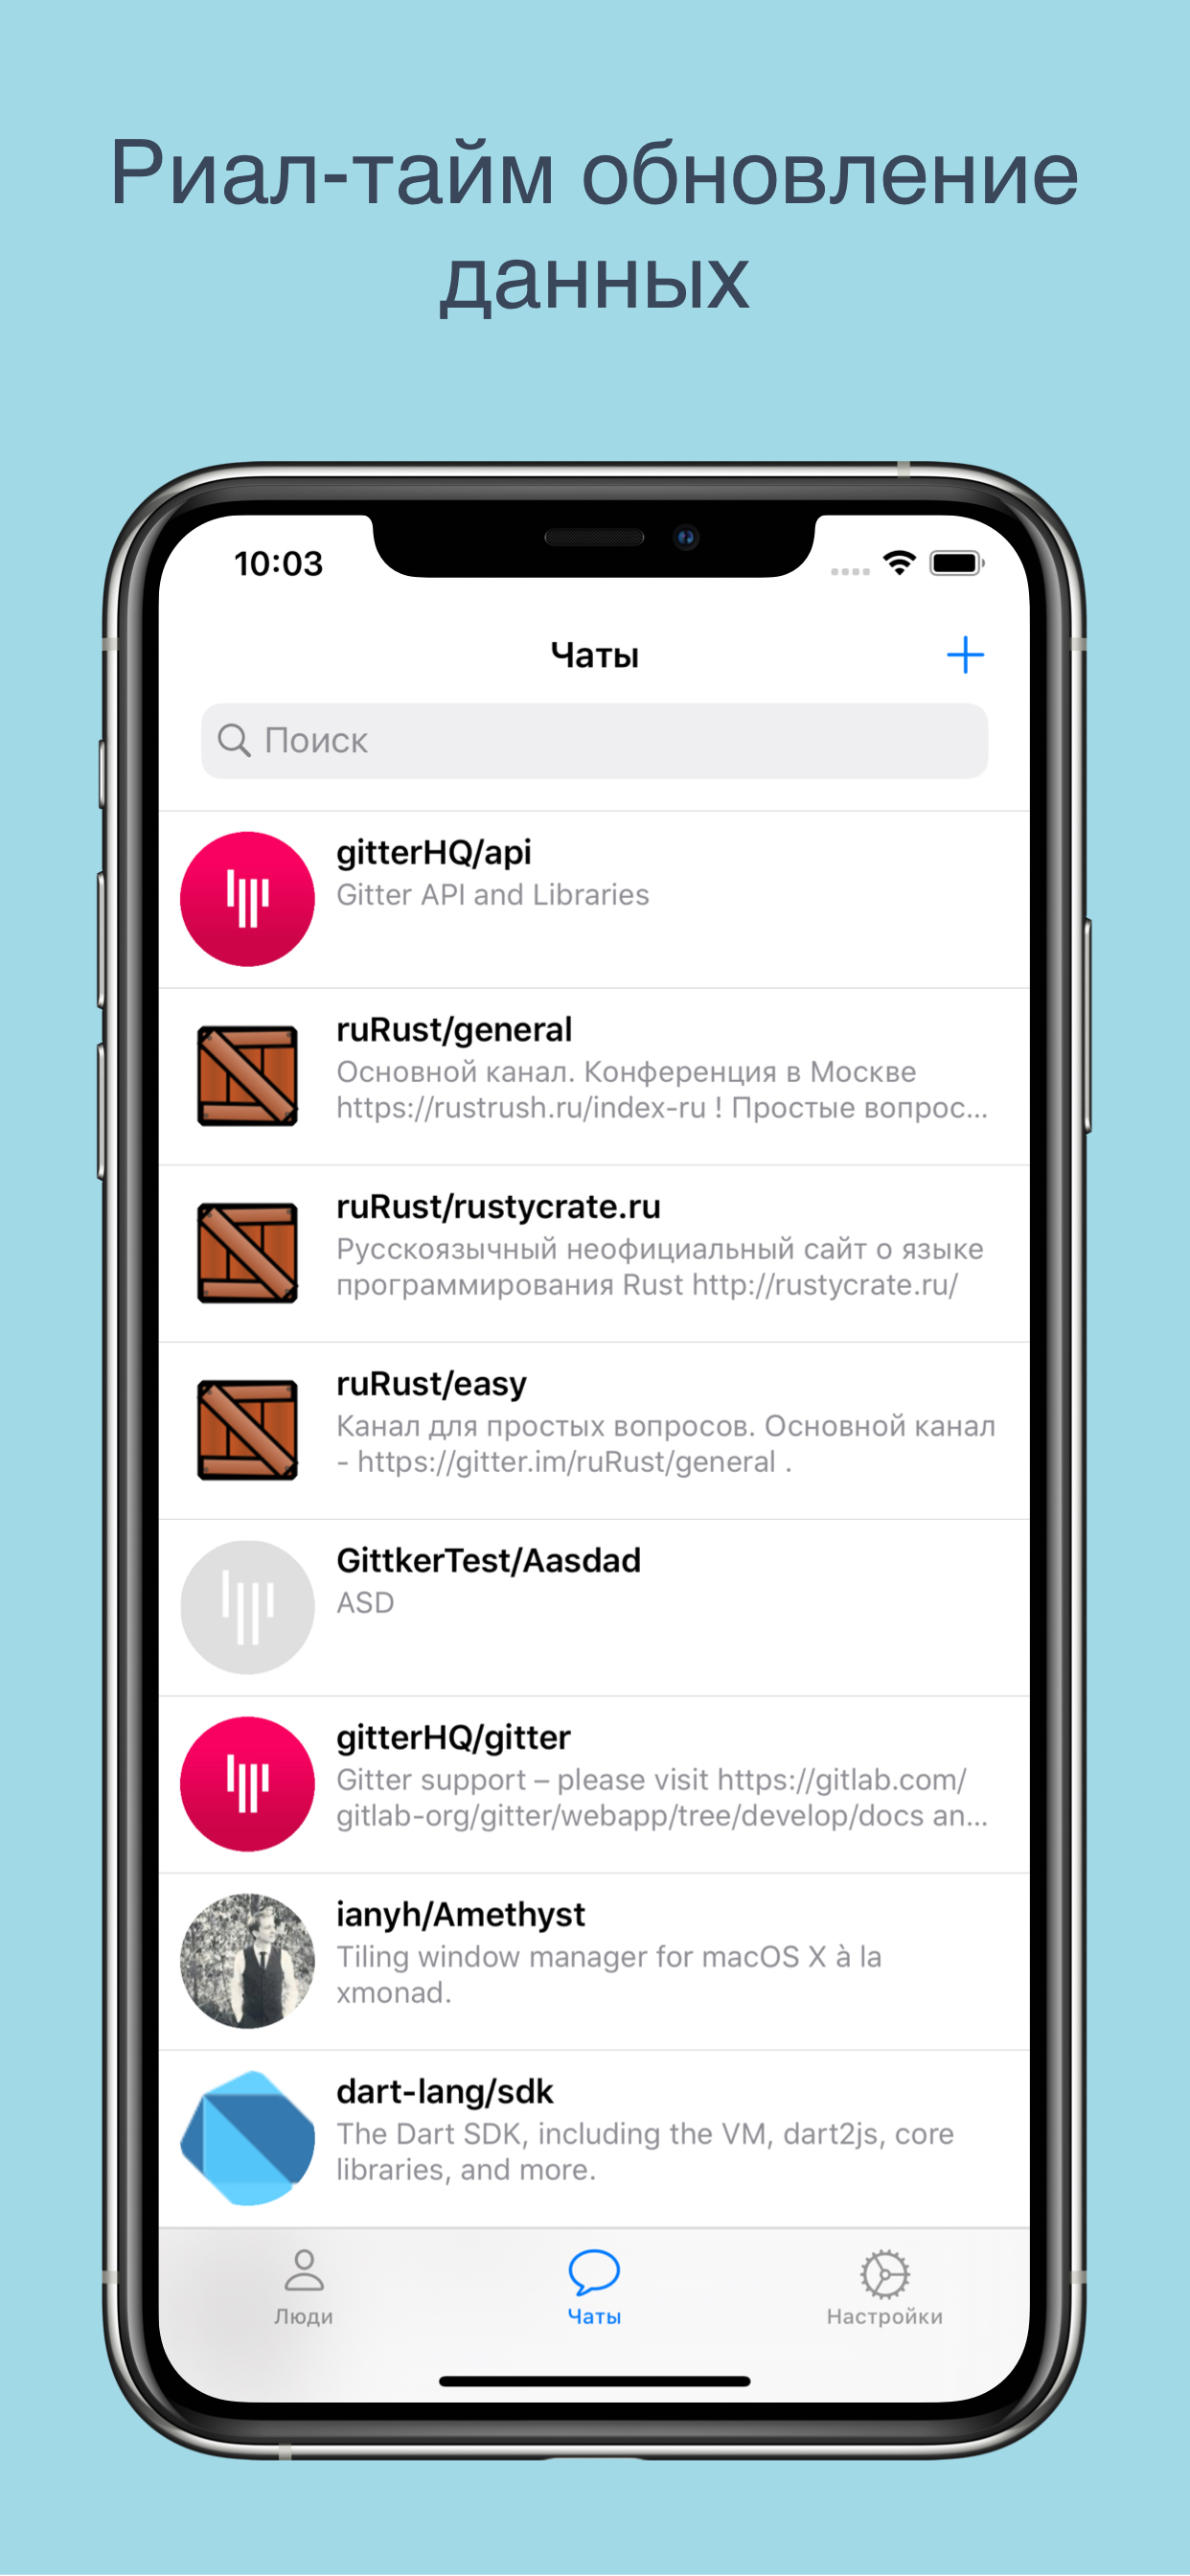 Риал-тайм обновление
данных
10:03
Чаты
Поиск
gitterHQ/api
Gitter API and Libraries
ruRust/general
Основной канал. Конференция в Москве
https://rustrush.ru/index-ru ! Простые вопрос...
ruRust/rustycrate.ru
Русскоязычный неофициальный сайт о языке
программирования Rust http://rustycrate.ru/
ruRust/easy
Канал для простых вопросов. Основной канал
- https://gitter.im/ruRust/general .
GittkerTest/Aasdad
ASD
gitterHQ/gitter
Gitter support – please visit https://gitlab.com/
gitlab-org/gitter/webapp/tree/develop/docs an...
ianyh/Amethyst
Tiling window manager for macOS X à la
xmonad.
dart-lang/sdk
The Dart SDK, including the VM, dart2js, core
libraries, and more.
Люди
Чаты
Настройки